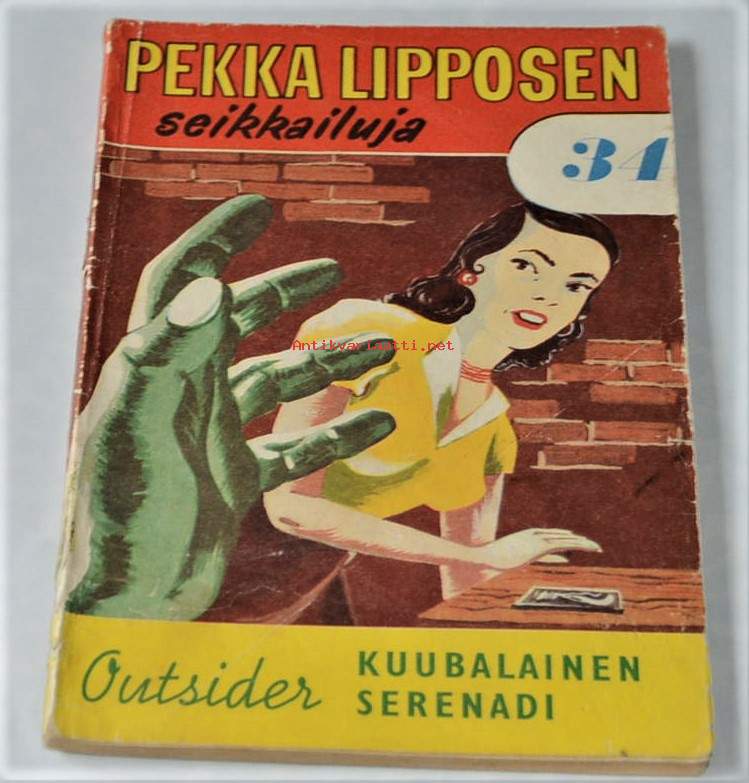 PEKKA LIPPOSEN
seikkailuja
34
Antikvariaatti.net
Outsider
KUUBALAINEN
SERENADI